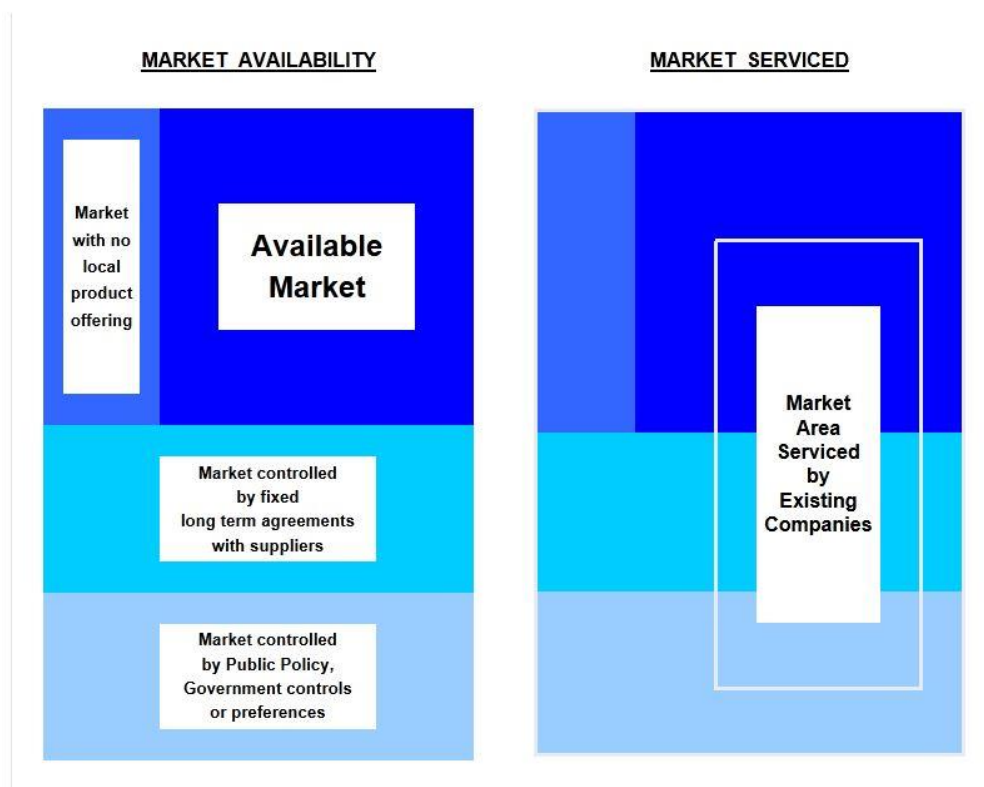 MARKET AVAILABILITY
Market
with no
local
product
offering
Available
Market
Market controlled
by fixed
long term agreements
with suppliers
Market controlled
by Public Policy,
Government controls
or preferences
MARKET SERVICED
Market
Area
Serviced
by
Existing
Companies